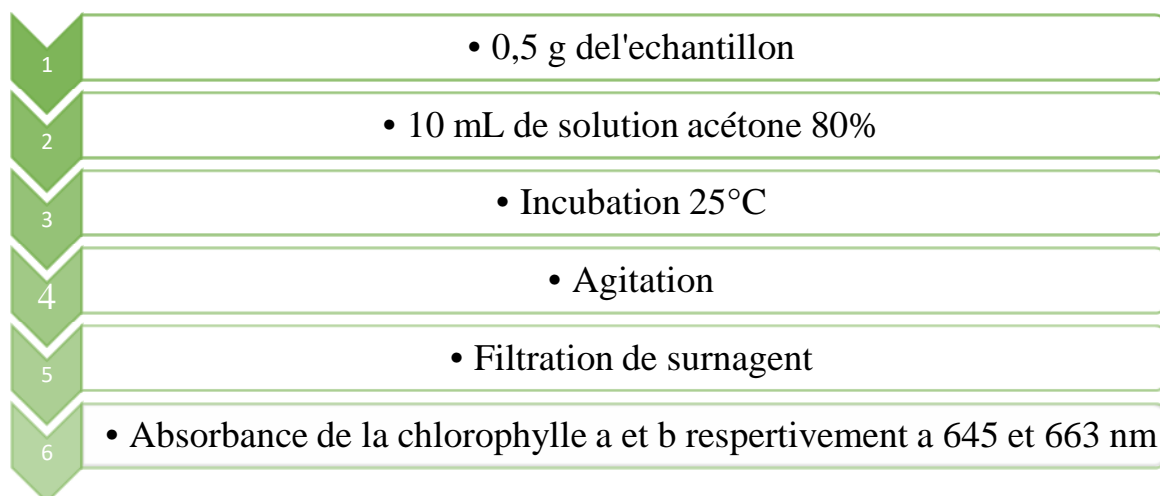 1 • 0,5 g del'echantillon
2 • 10 mL de solution acétone 80%
3 • Incubation 25°C
4 • Agitation
5 • Filtration de surnagent
6 • Absorbance de la chlorophylle a et b respertivement a 645 et 663 nm